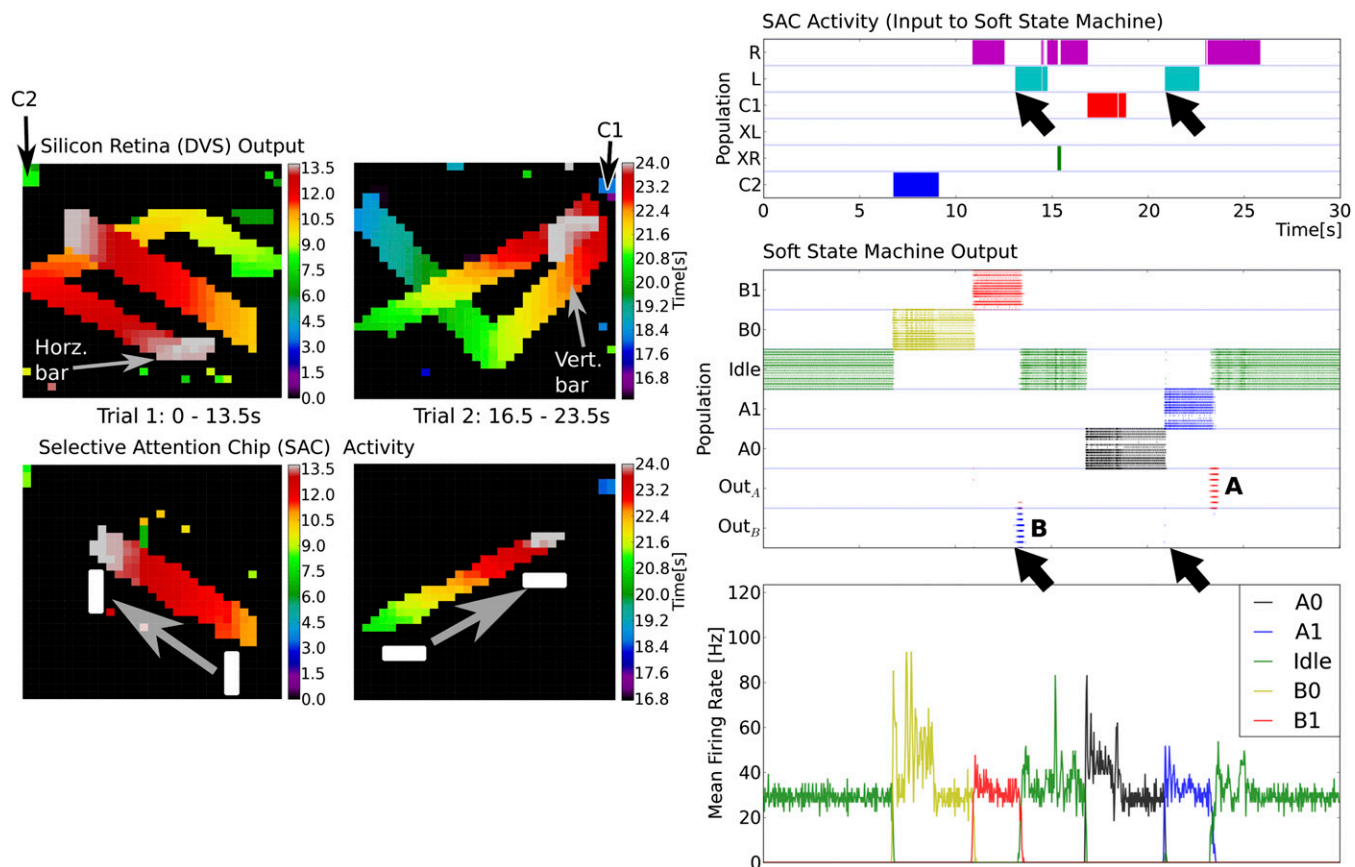 C2
Silicon Retina (DVS) Output
C1
13.5
12.0
10.5
9.0
7.5
6.0
4.5
3.0
1.5
0.0
Horz.
bar
Trial 1: 0 - 13.5s
24.0
23.2
22.4
21.6
20.8
20.0
19.2
18.4
17.6
16.8
Time[s]
Vert.
bar
Trial 2: 16.5 - 23.5s
Selective Attention Chip (SAC) Activity
13.5
12.0
10.5
9.0
7.5
6.0
4.5
3.0
1.5
0.0
24.0
23.2
22.4
21.6
20.8
20.0
19.2
18.4
17.6
16.8
Time[s]
SAC Activity (Input to Soft State Machine)
Population
R
L
C1
XL
XR
C2
0 5 10 15 20 25 30
Time[s]
Soft State Machine Output
Population
B1
B0
Idle
A1
A0
Out_A
Out_B
A
B
Mean Firing Rate [Hz]
120
100
80
60
40
20
0
A0
A1
Idle
B0
B1